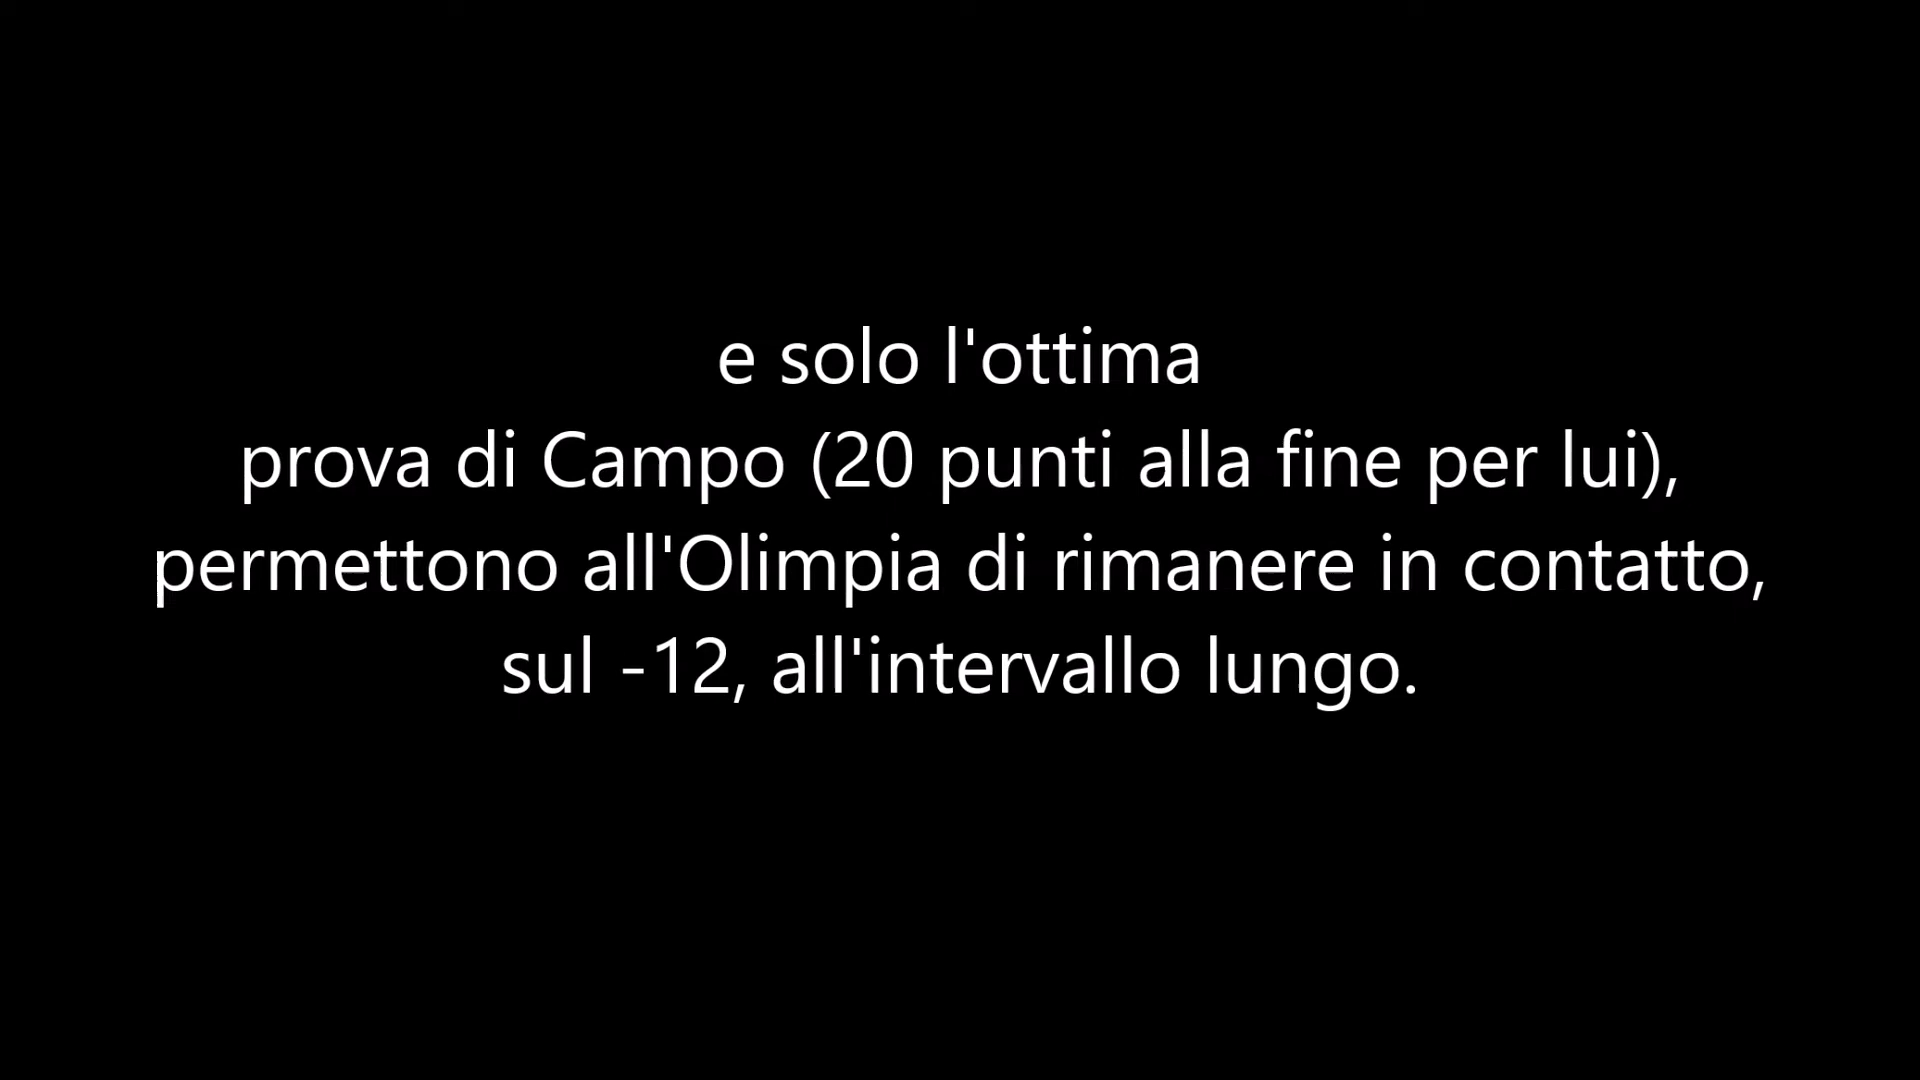 e solo l'ottima
prova di Campo (20 punti alla fine per lui),
permettono all'Olimpia di rimanere in contatto,
sul -12, all'intervallo lungo.